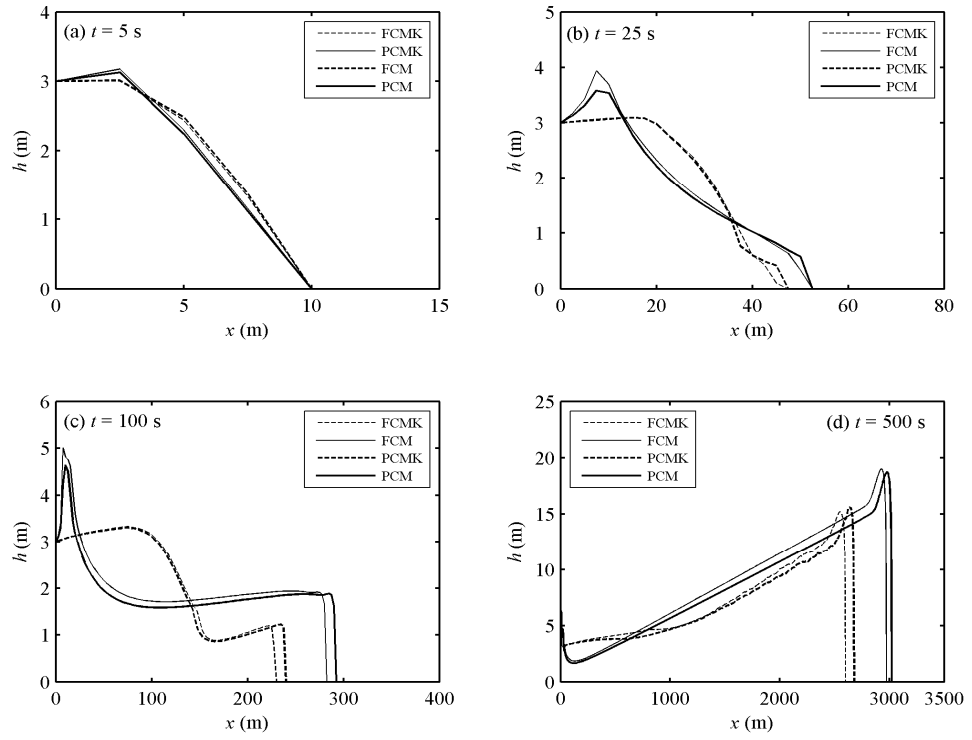 4
(a) t = 5 s
FCMK
PCMK
FCM
PCM
3
2
1
0
h (m)
0
5
10
15
x (m)
5
(b) t = 25 s
FCMK
FCM
PCMK
PCM
4
3
2
1
0
h (m)
0
20
40
60
80
x (m)
6
(c) t = 100 s
FCMK
FCM
PCMK
PCM
5
4
3
2
1
0
h (m)
0
100
200
300
400
x (m)
25
FCMK
FCM
PCMK
PCM
(d) t = 500 s
20
15
10
5
0
h (m)
0
1000
2000
3000
3500
x (m)